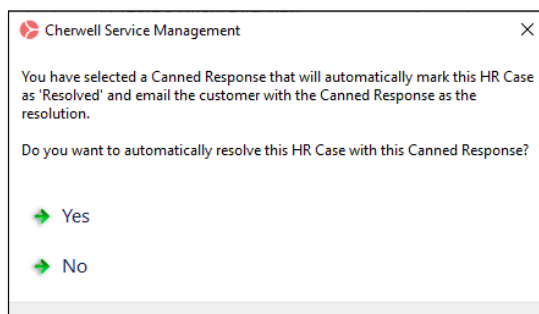 Cherwell Service Management
You have selected a Canned Response that will automatically mark this HR Case
as 'Resolved' and email the customer with the Canned Response as the
resolution.
Do you want to automatically resolve this HR Case with this Canned Response?
Yes
No